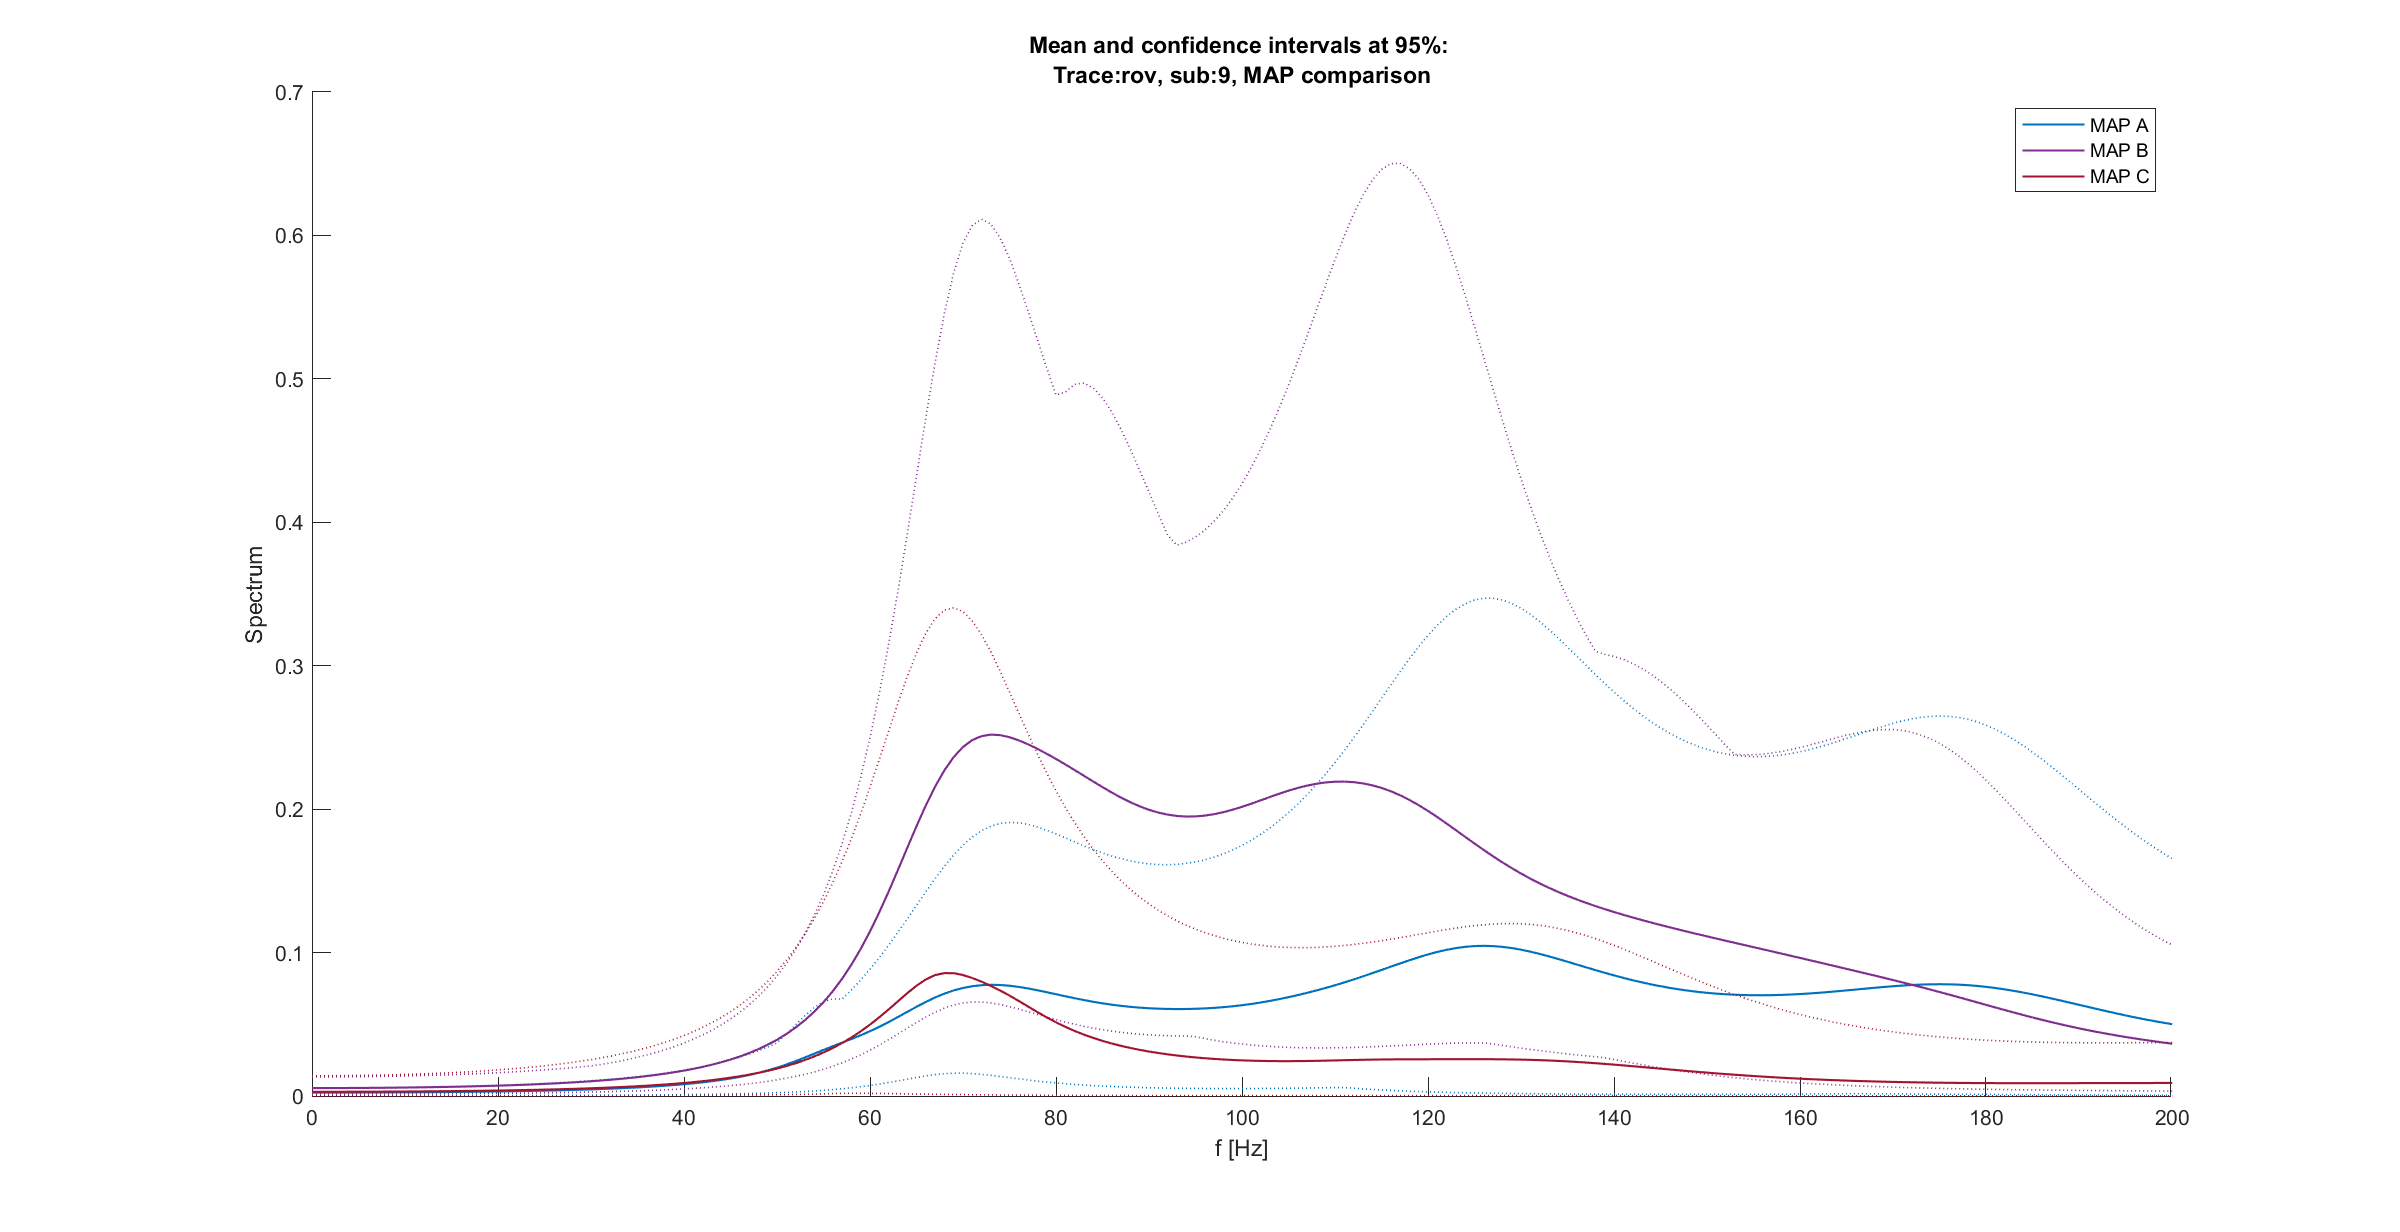 Mean and confidence intervals at 95%:
Trace:rov, sub:9, MAP comparison
MAP A
MAP B
MAP C
0.7
0.6
0.5
0.4
0.3
0.2
0.1
0
Spectrum
0 20 40 60 80 100 120 140 160 180 200
f [Hz]